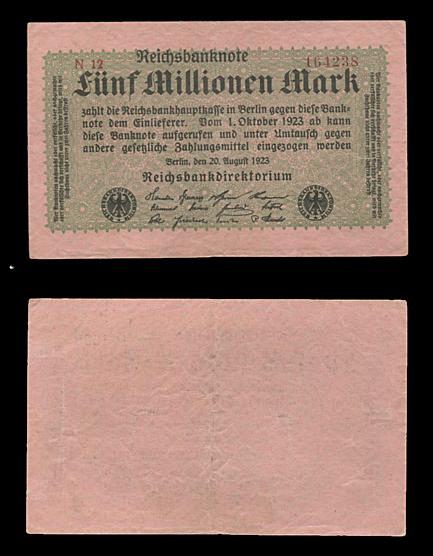 Reichsbanknote
N 12
164238
Fünf Millionen Mark
zahlt die Reichsbankhauptkasse in Berlin gegen diese Bank-
note dem Einlieferer. Vom 1. Oktober 1923 ab kann
diese Banknote aufgerufen und unter Umtausch gegen
andere gesetzliche Zahlungsmittel eingezogen werden
Berlin, den 20. August 1923
Reichsbankdirektorium